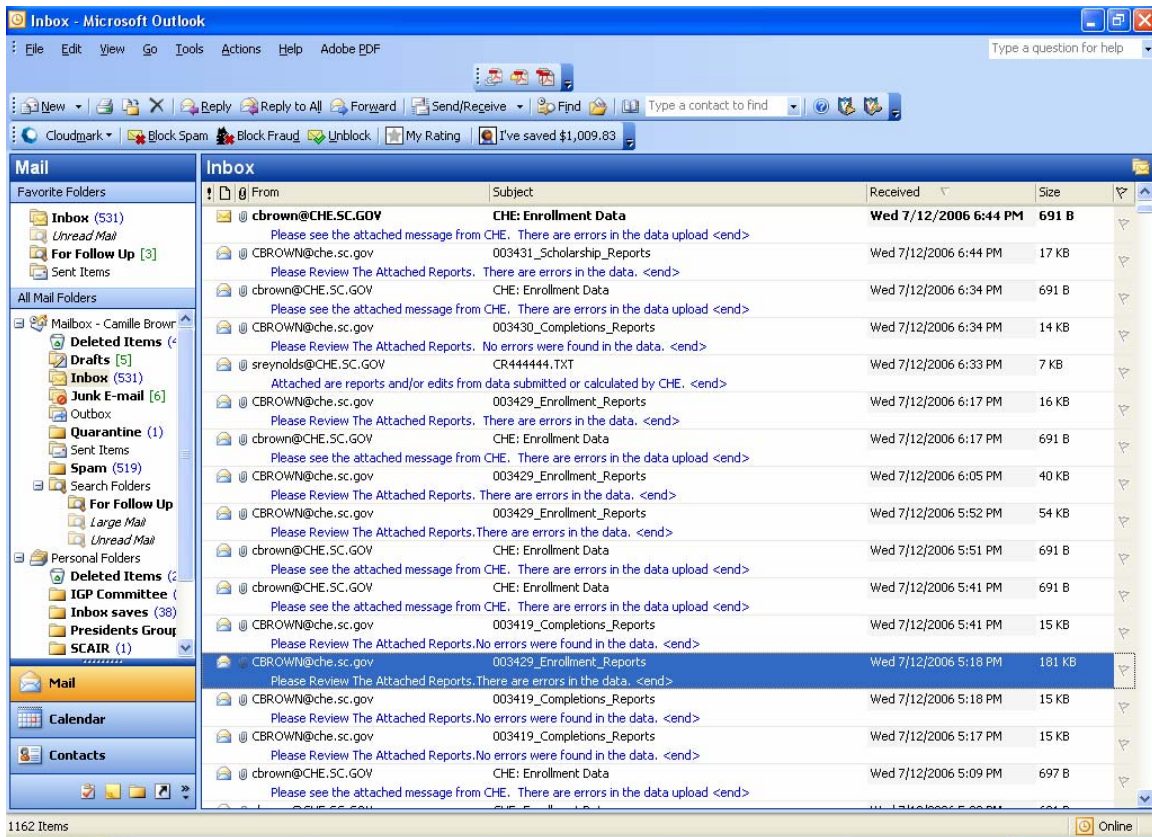 Inbox - Microsoft Outlook
File Edit View Go Tools Actions Help Adobe PDF Type a question for help
New Reply Reply to All Forward Send/Receive Find Type a contact to find
Cloudmark Block Spam Block Fraud Unblock My Rating I've saved $1,009.83
Mail
Favorite Folders
Inbox (531)
Unread Mail
For Follow Up [3]
Sent Items
All Mail Folders
Mailbox - Camille Brown
Deleted Items
Drafts [5]
Inbox (531)
Junk E-mail [6]
Outbox
Quarantine (1)
Sent Items
Spam (519)
Search Folders
For Follow Up
Large Mail
Unread Mail
Personal Folders
Deleted Items
IGP Committee
Inbox saves (38)
Presidents Group
SCAIR (1)
Mail
Calendar
Contacts
Inbox
From Subject Received Size
cbrown@CHE.SC.GOV CHE: Enrollment Data Wed 7/12/2006 6:44 PM 691 B
Please see the attached message from CHE. There are errors in the data upload <end>
CBROWN@che.sc.gov 003431_Scholarship_Reports Wed 7/12/2006 6:44 PM 17 KB
Please Review The Attached Reports. There are errors in the data. <end>
cbrown@CHE.SC.GOV CHE: Enrollment Data Wed 7/12/2006 6:34 PM 691 B
Please see the attached message from CHE. There are errors in the data upload <end>
CBROWN@che.sc.gov 003430_Completions_Reports Wed 7/12/2006 6:34 PM 14 KB
Please Review The Attached Reports. No errors were found in the data. <end>
sreynolds@CHE.SC.GOV CR444444.TXT Wed 7/12/2006 6:33 PM 7 KB
Attached are reports and/or edits from data submitted or calculated by CHE. <end>
CBROWN@che.sc.gov 003429_Enrollment_Reports Wed 7/12/2006 6:17 PM 16 KB
Please Review The Attached Reports. There are errors in the data. <end>
cbrown@CHE.SC.GOV CHE: Enrollment Data Wed 7/12/2006 6:17 PM 691 B
Please see the attached message from CHE. There are errors in the data upload <end>
CBROWN@che.sc.gov 003429_Enrollment_Reports Wed 7/12/2006 6:05 PM 40 KB
Please Review The Attached Reports. There are errors in the data. <end>
CBROWN@che.sc.gov 003429_Enrollment_Reports Wed 7/12/2006 5:52 PM 54 KB
Please Review The Attached Reports.There are errors in the data. <end>
cbrown@CHE.SC.GOV CHE: Enrollment Data Wed 7/12/2006 5:51 PM 691 B
Please see the attached message from CHE. There are errors in the data upload <end>
cbrown@CHE.SC.GOV CHE: Enrollment Data Wed 7/12/2006 5:41 PM 691 B
Please see the attached message from CHE. There are errors in the data upload <end>
CBROWN@che.sc.gov 003419_Completions_Reports Wed 7/12/2006 5:41 PM 15 KB
Please Review The Attached Reports.No errors were found in the data. <end>
CBROWN@che.sc.gov 003429_Enrollment_Reports Wed 7/12/2006 5:18 PM 181 KB
Please Review The Attached Reports.There are errors in the data. <end>
CBROWN@che.sc.gov 003419_Completions_Reports Wed 7/12/2006 5:18 PM 15 KB
Please Review The Attached Reports.No errors were found in the data. <end>
CBROWN@che.sc.gov 003419_Completions_Reports Wed 7/12/2006 5:17 PM 15 KB
Please Review The Attached Reports.No errors were found in the data. <end>
cbrown@CHE.SC.GOV CHE: Enrollment Data Wed 7/12/2006 5:09 PM 697 B
Please see the attached message from CHE. There are errors in the data upload <end>
1162 Items Online